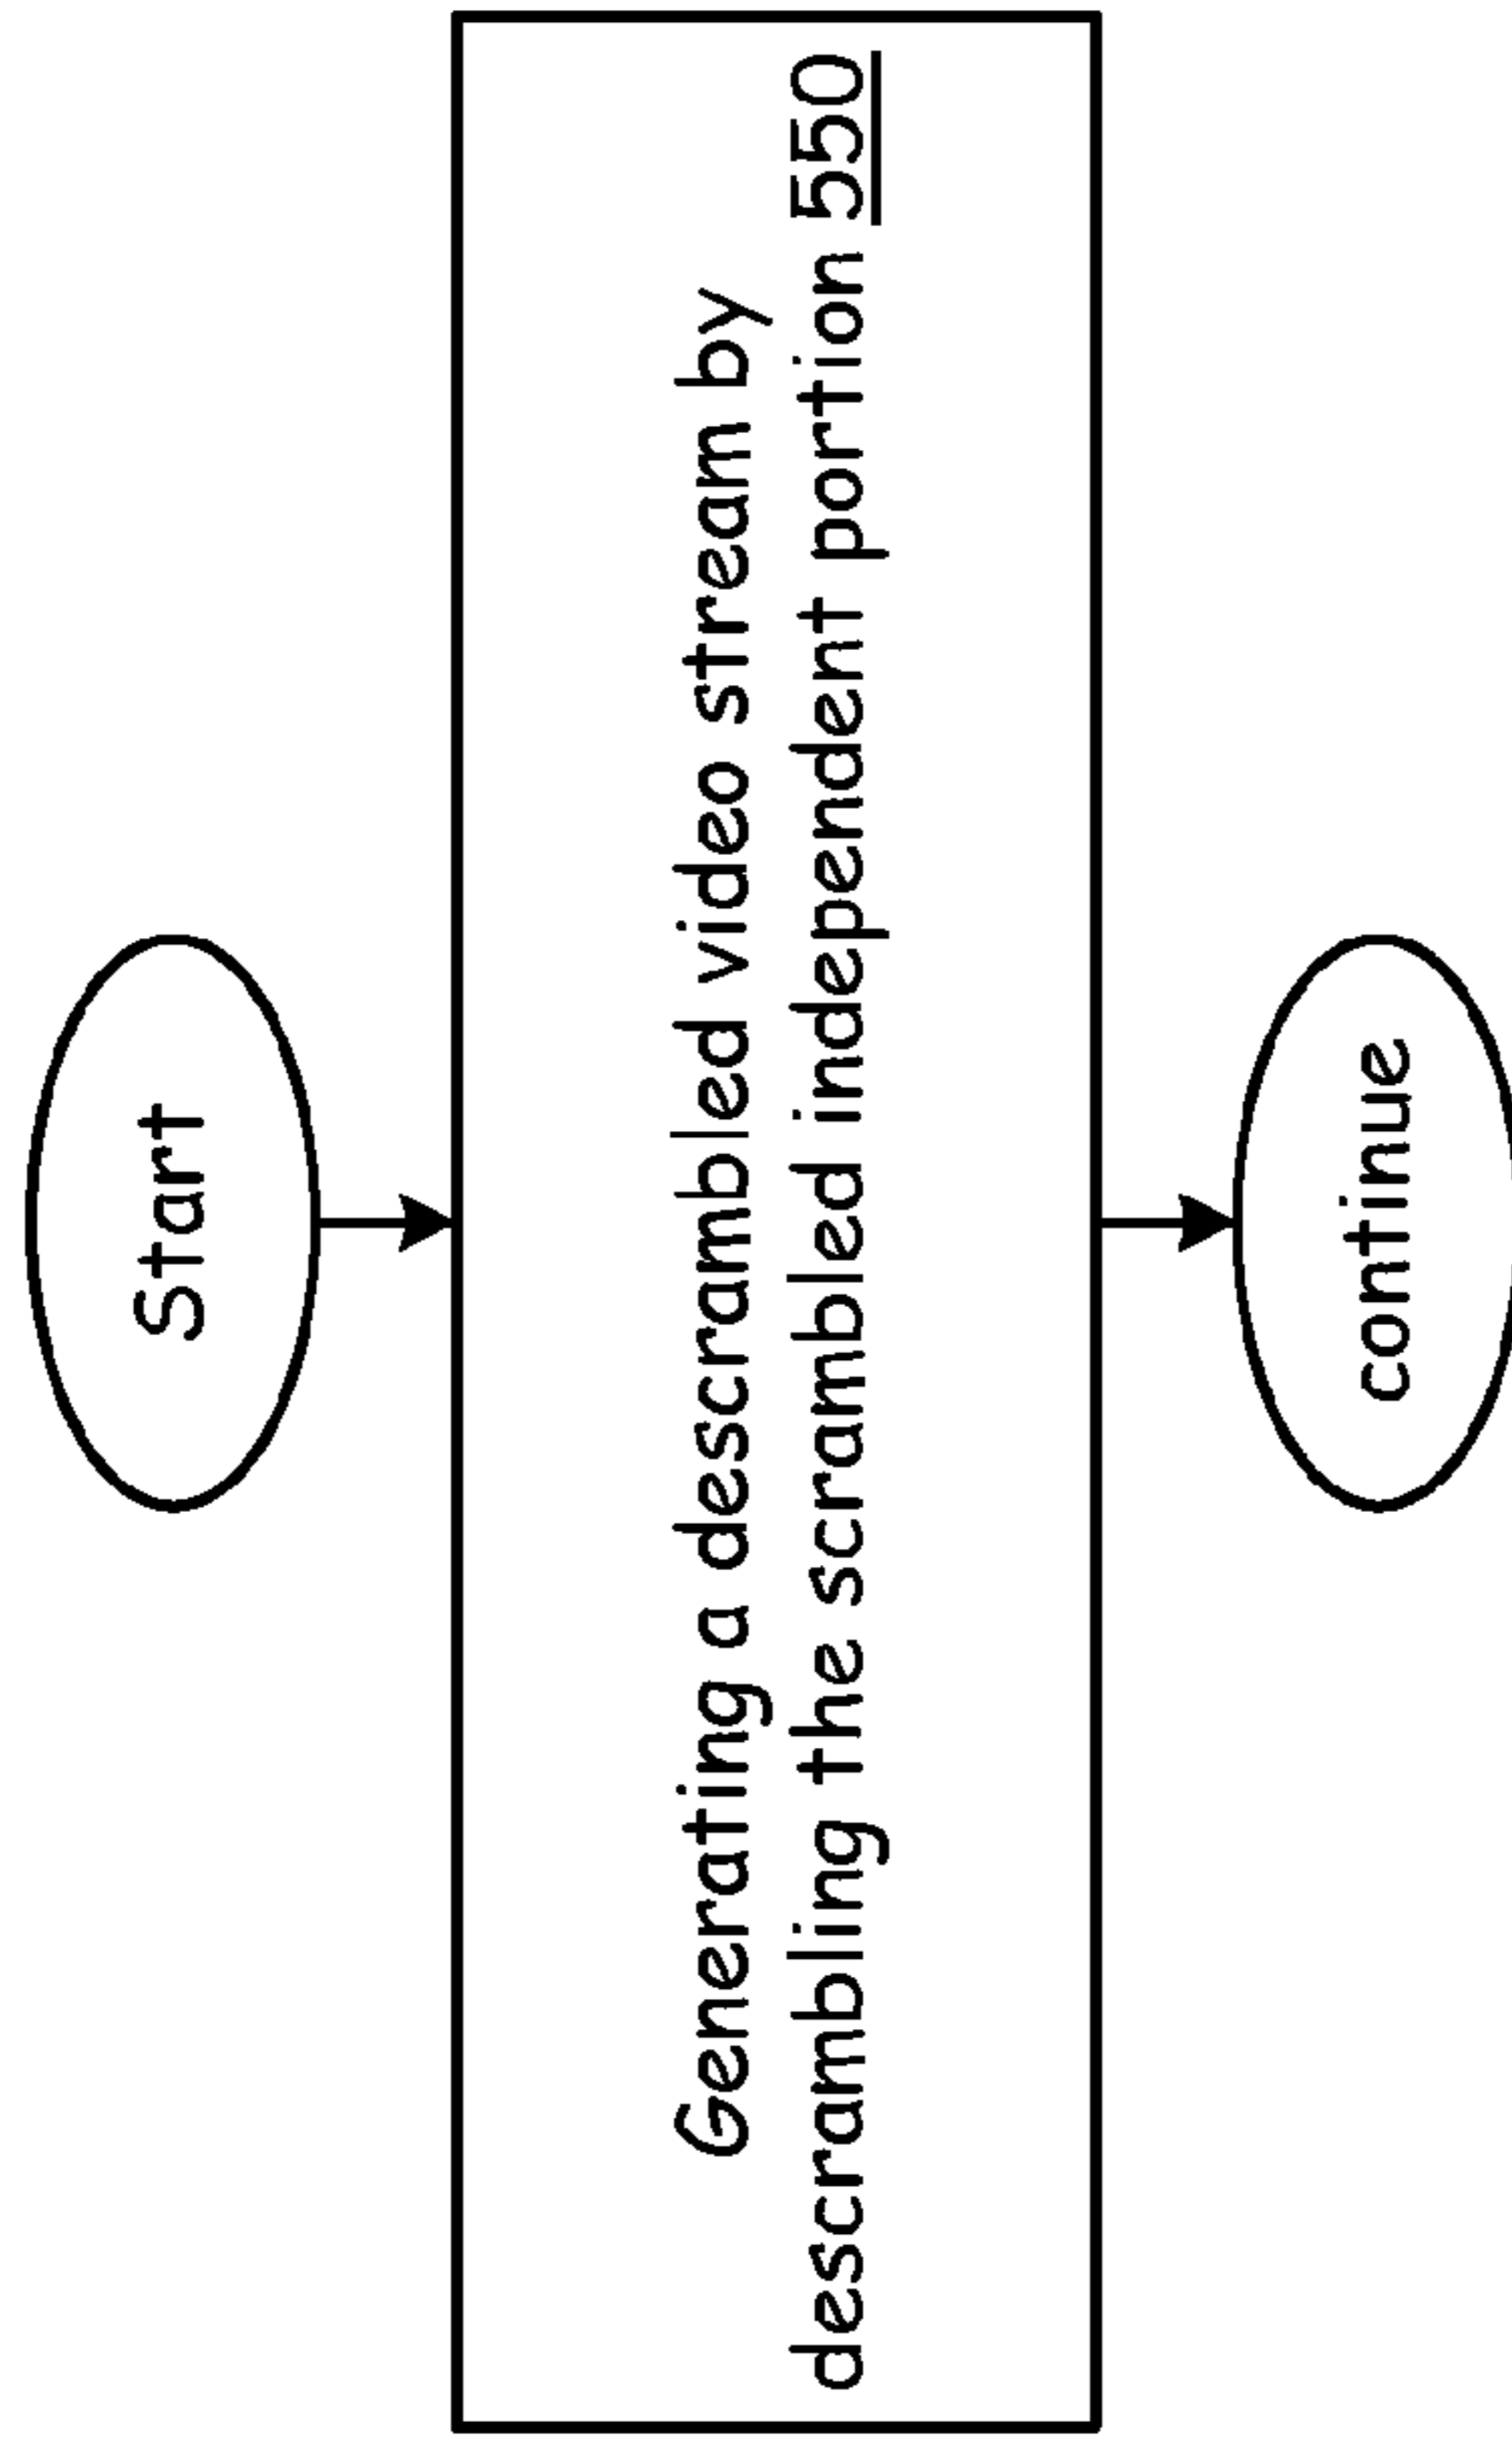 Start
Generating a descrambled video stream by
descrambling the scrambled independent portion 550
continue